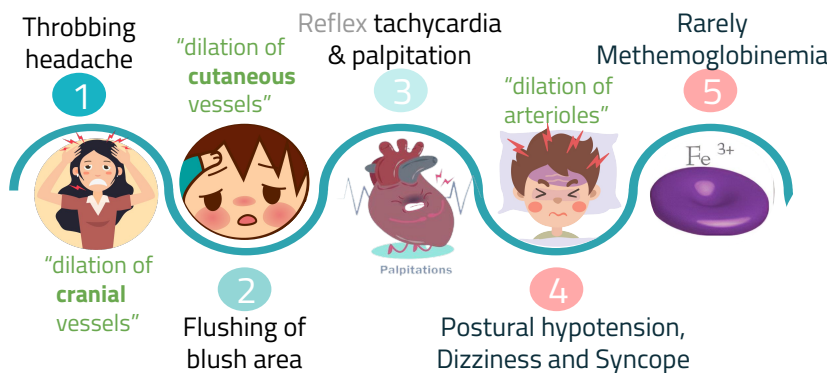 Throbbing
headache
1
“dilation of
cranial
vessels”
“dilation of
cutaneous
vessels”
2
Flushing of
blush area
Reflex tachycardia
& palpitation
3
Palpitations
“dilation of
arterioles”
4
Postural hypotension,
Dizziness and Syncope
Rarely
Methemoglobinemia
5
Fe 3+